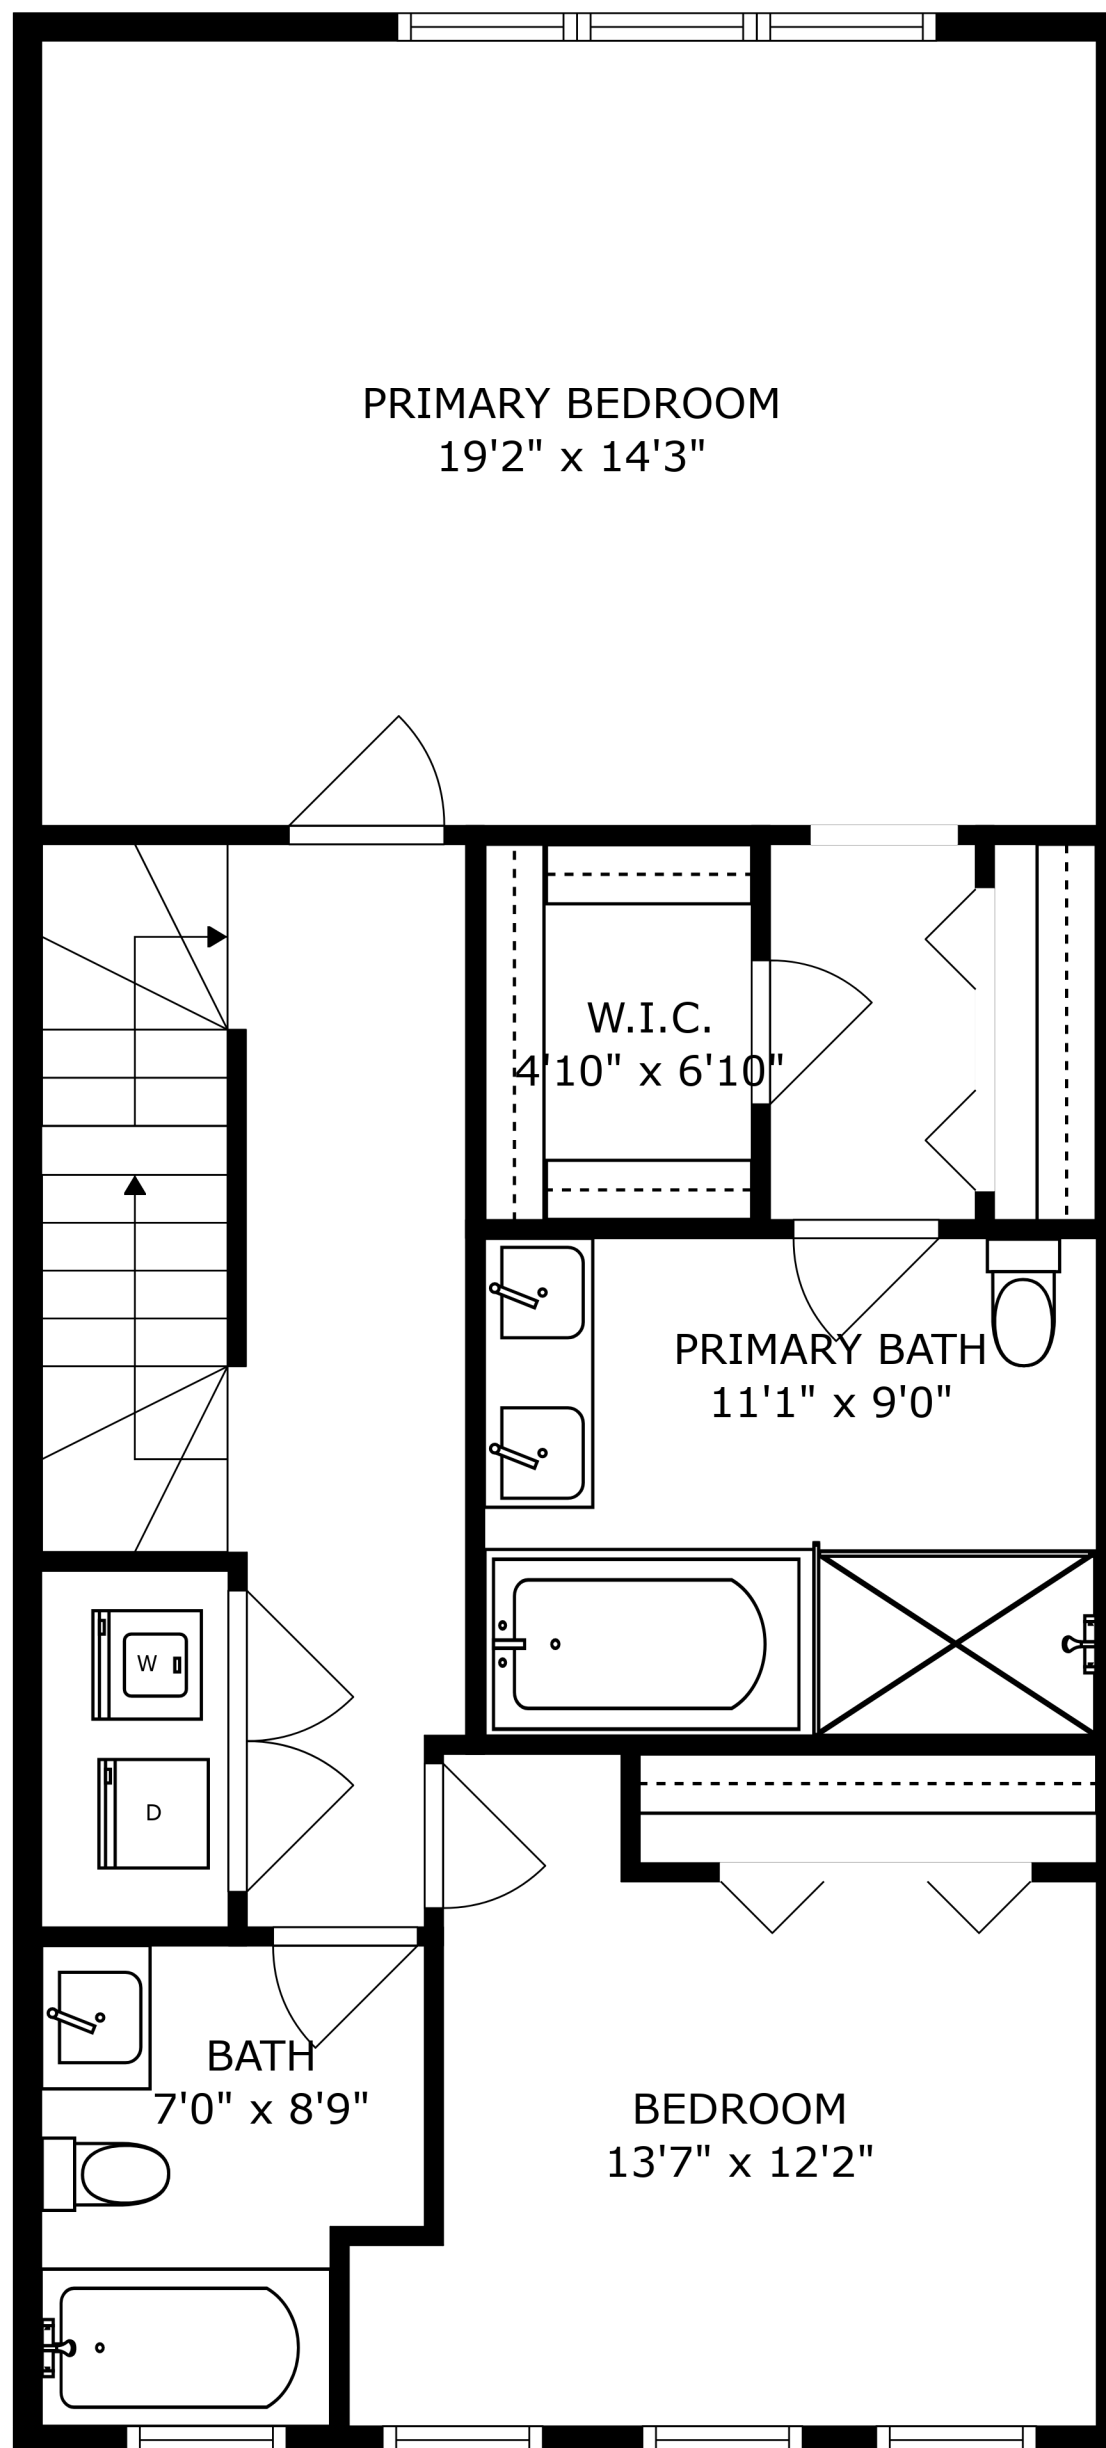 PRIMARY BEDROOM
19'2" x 14'3"
W.I.C.
4'10" x 6'10"
PRIMARY BATH
11'1" x 9'0"
W
D
BATH
7'0" x 8'9"
BEDROOM
13'7" x 12'2"